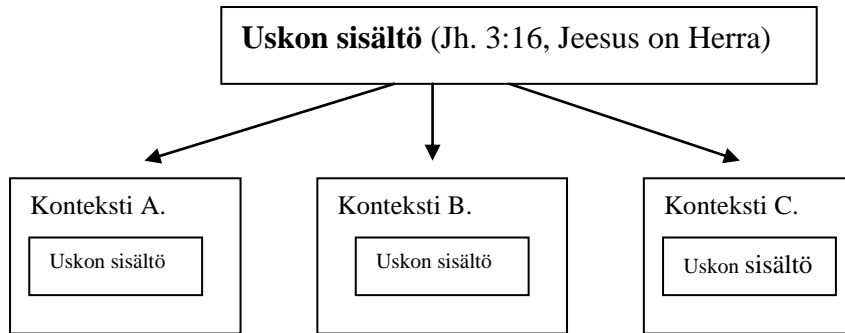 Uskon sisältö (Jh. 3:16, Jeesus on Herra)
Konteksti A.
Uskon sisältö
Konteksti B.
Uskon sisältö
Konteksti C.
Uskon sisältö